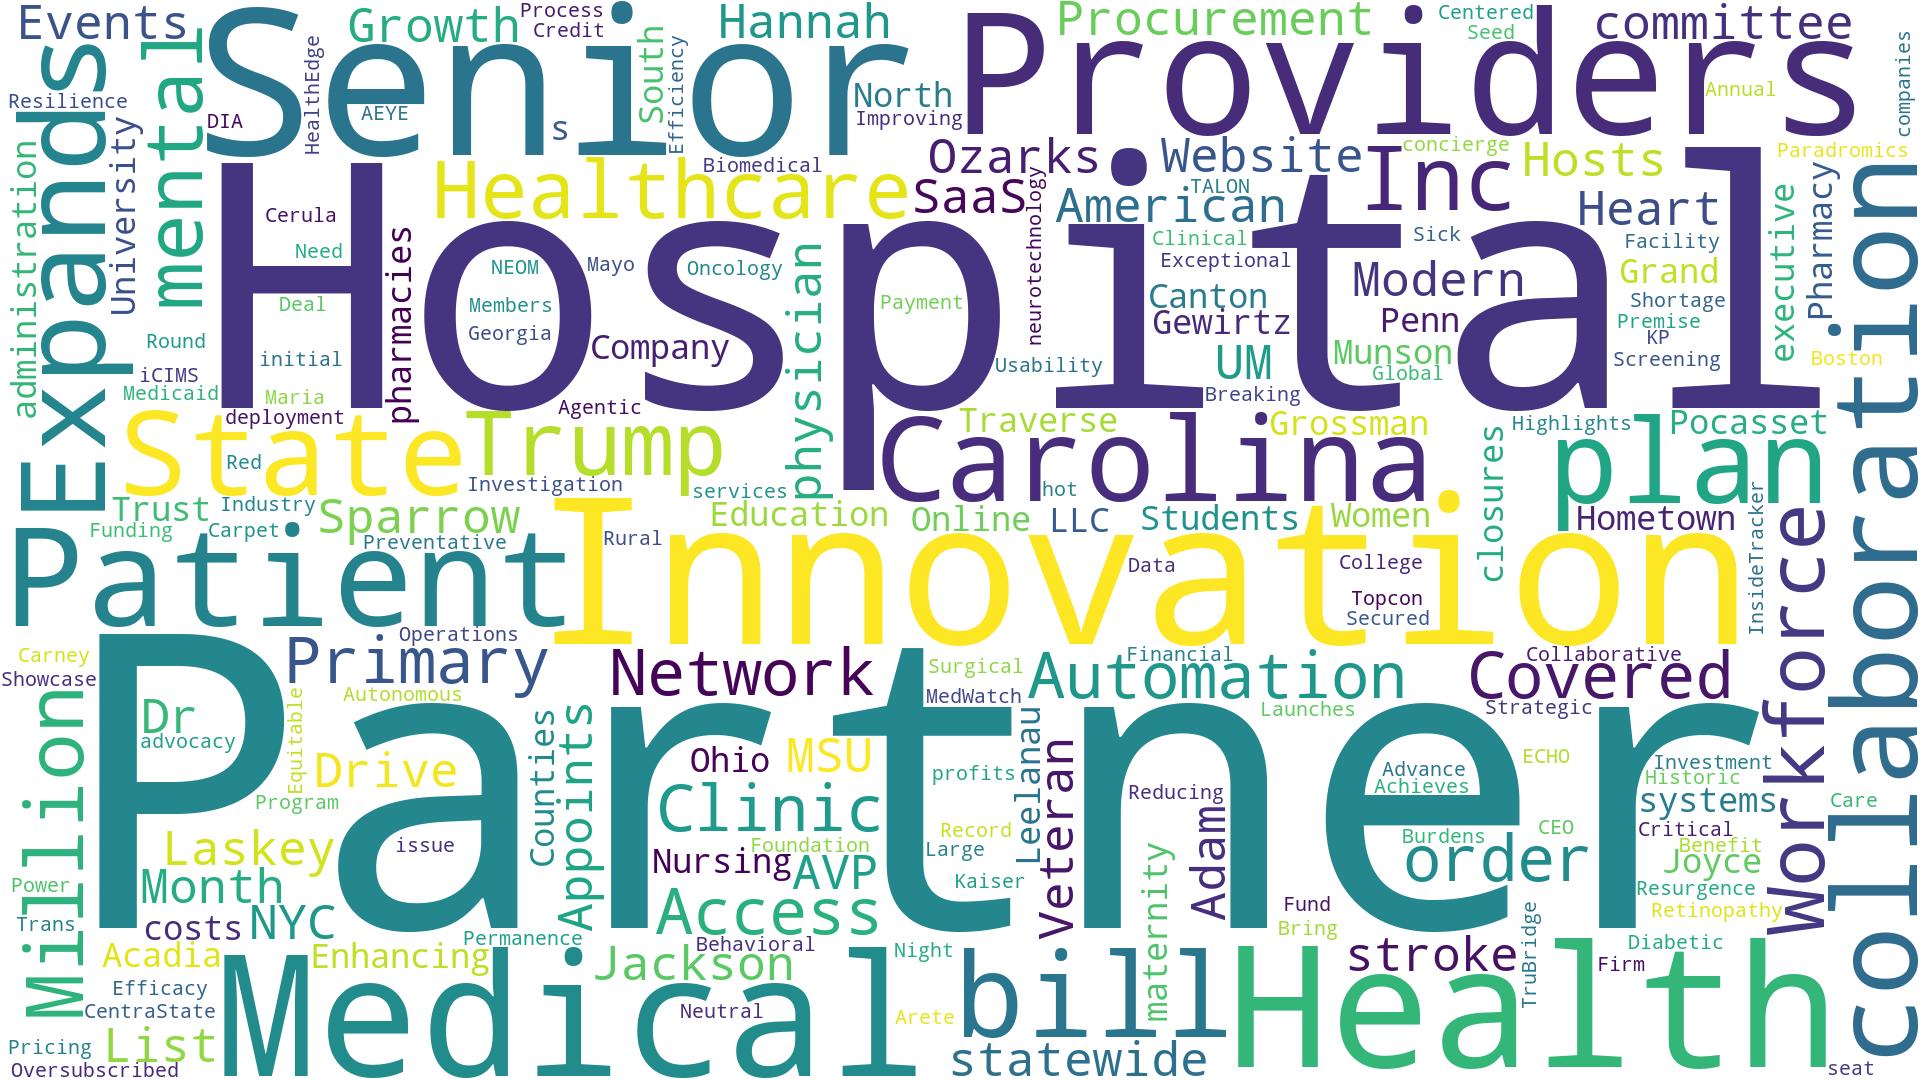 Events
Senior
Growth
Process
Credit
Hannah
Providers
Procurement
Centered
Seed
committee
companies
Expands
mental
HealthEdge
South
Efficiency
North
Improving
Annual
Resilience
DIA
AEYE
s
University
administration
Healthcare
Biomedical
Ozarks
SaaS
neurotechnology
Website
TALON
American
Inc
concierge
Hosts
Paradromics
Heart
executive
Pharmacy
collaboration
Hospital
Cerula
Need
pharmacies
NEOM
Mayo
Oncology
physician
Payment
Clinical
Exceptional
Sick
Facility
Modern
Grand
Deal
Members
Georgia
Canton
Gewirtz
Penn
Shortage
Premise
KP
Round
initial
Company
Usability
UM
Munson
Global
Screening
Boston
iCIMS
Medicaid
Maria
Breaking
deployment
Agentic
State
Trump
Carolina
Traverse
Grossman
Highlights
Pocasset
plan
closures
Red
Investigation
services
hot
Trust
Industry
Sparrow
Innovation
Education
Online
LLC
Students
Women
Hometown
InsideTracker
Workforce
Funding
Carpet
Preventative
Rural
Patient
Data
College
Topcon
Secured
Operations
Carney
Showcase
Primary
Network
Surgical
MedWatch
Automation
Financial
Covered
Collaborative
Strategic
Million
Partner
Dr
advocacy
Equitable
Autonomous
Launches
Drive
Counties
Appoints
Ohio
MSU
profits
Leelanau
Veteran
Advance
Achieves
ECHO
Investment
Historic
Program
Clinic
Reducing
Adam
systems
Care
Laskey
issue
Foundation
Record
Large
Burdens
CEO
Critical
Benefit
order
Joyce
Power
Month
Nursing
AVP
Kaiser
maternity
Resurgence
Trans
costs
NYC
Access
Fund
Bring
Retinopathy
Acadia
Enhancing
Permanence
Behavioral
Night
stroke
TruBridge
Diabetic
Firm
Jackson
Efficacy
CentraState
Medical
Neutral
Arete
bill
Health
Pricing
List
Oversubscribed
statewide
seat